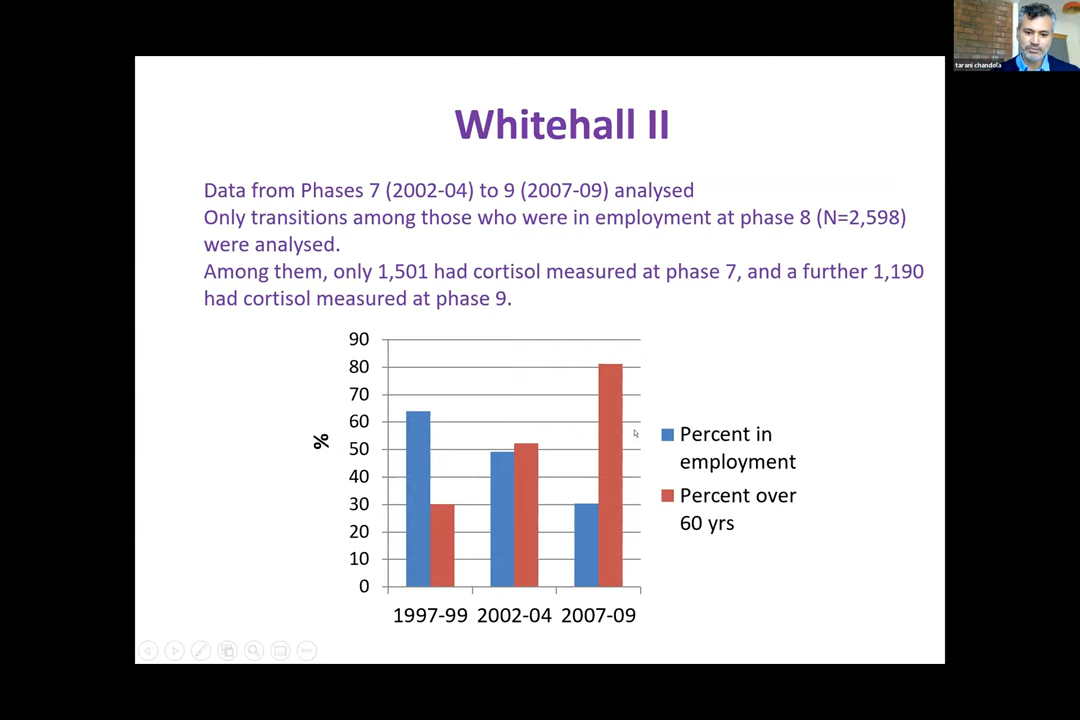 tarani chandola
Whitehall II
Data from Phases 7 (2002-04) to 9 (2007-09) analysed
Only transitions among those who were in employment at phase 8 (N=2,598)
were analysed.
Among them, only 1,501 had cortisol measured at phase 7, and a further 1,190
had cortisol measured at phase 9.
90
80
70
60
50
40
30
20
10
0
%
1997-99 2002-04 2007-09
Percent in
employment
Percent over
60 yrs